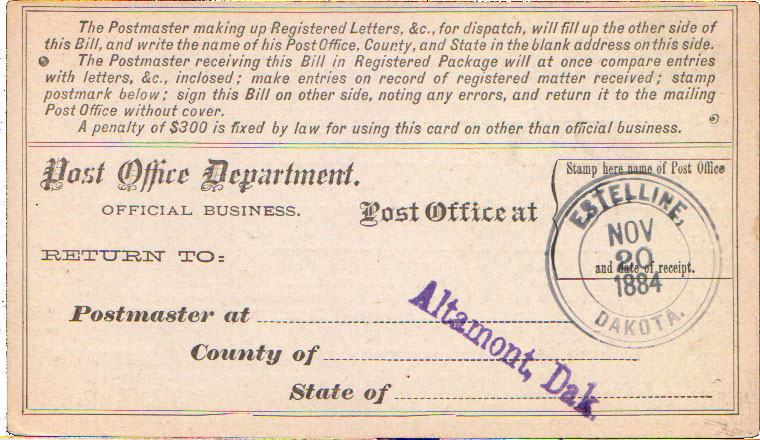 The Postmaster making up Registered Letters, &c., for dispatch, will fill up the other side of
this Bill, and write the name of his Post Office, County, and State in the blank address on this side.
The Postmaster receiving this Bill in Registered Package will at once compare entries
with letters, &c., inclosed; make entries on record of registered matter received; stamp
postmark below; sign this Bill on other side, noting any errors, and return it to the mailing
Post Office without cover.
A penalty of $300 is fixed by law for using this card on other than official business.
Post Office Department.
OFFICIAL BUSINESS.
Post Office at
Stamp here name of Post Office
and date of receipt.
ESTELLINE,
NOV
20
1884
DAKOTA.
RETURN TO:
Postmaster at
County of
State of
Altamont, Dak.